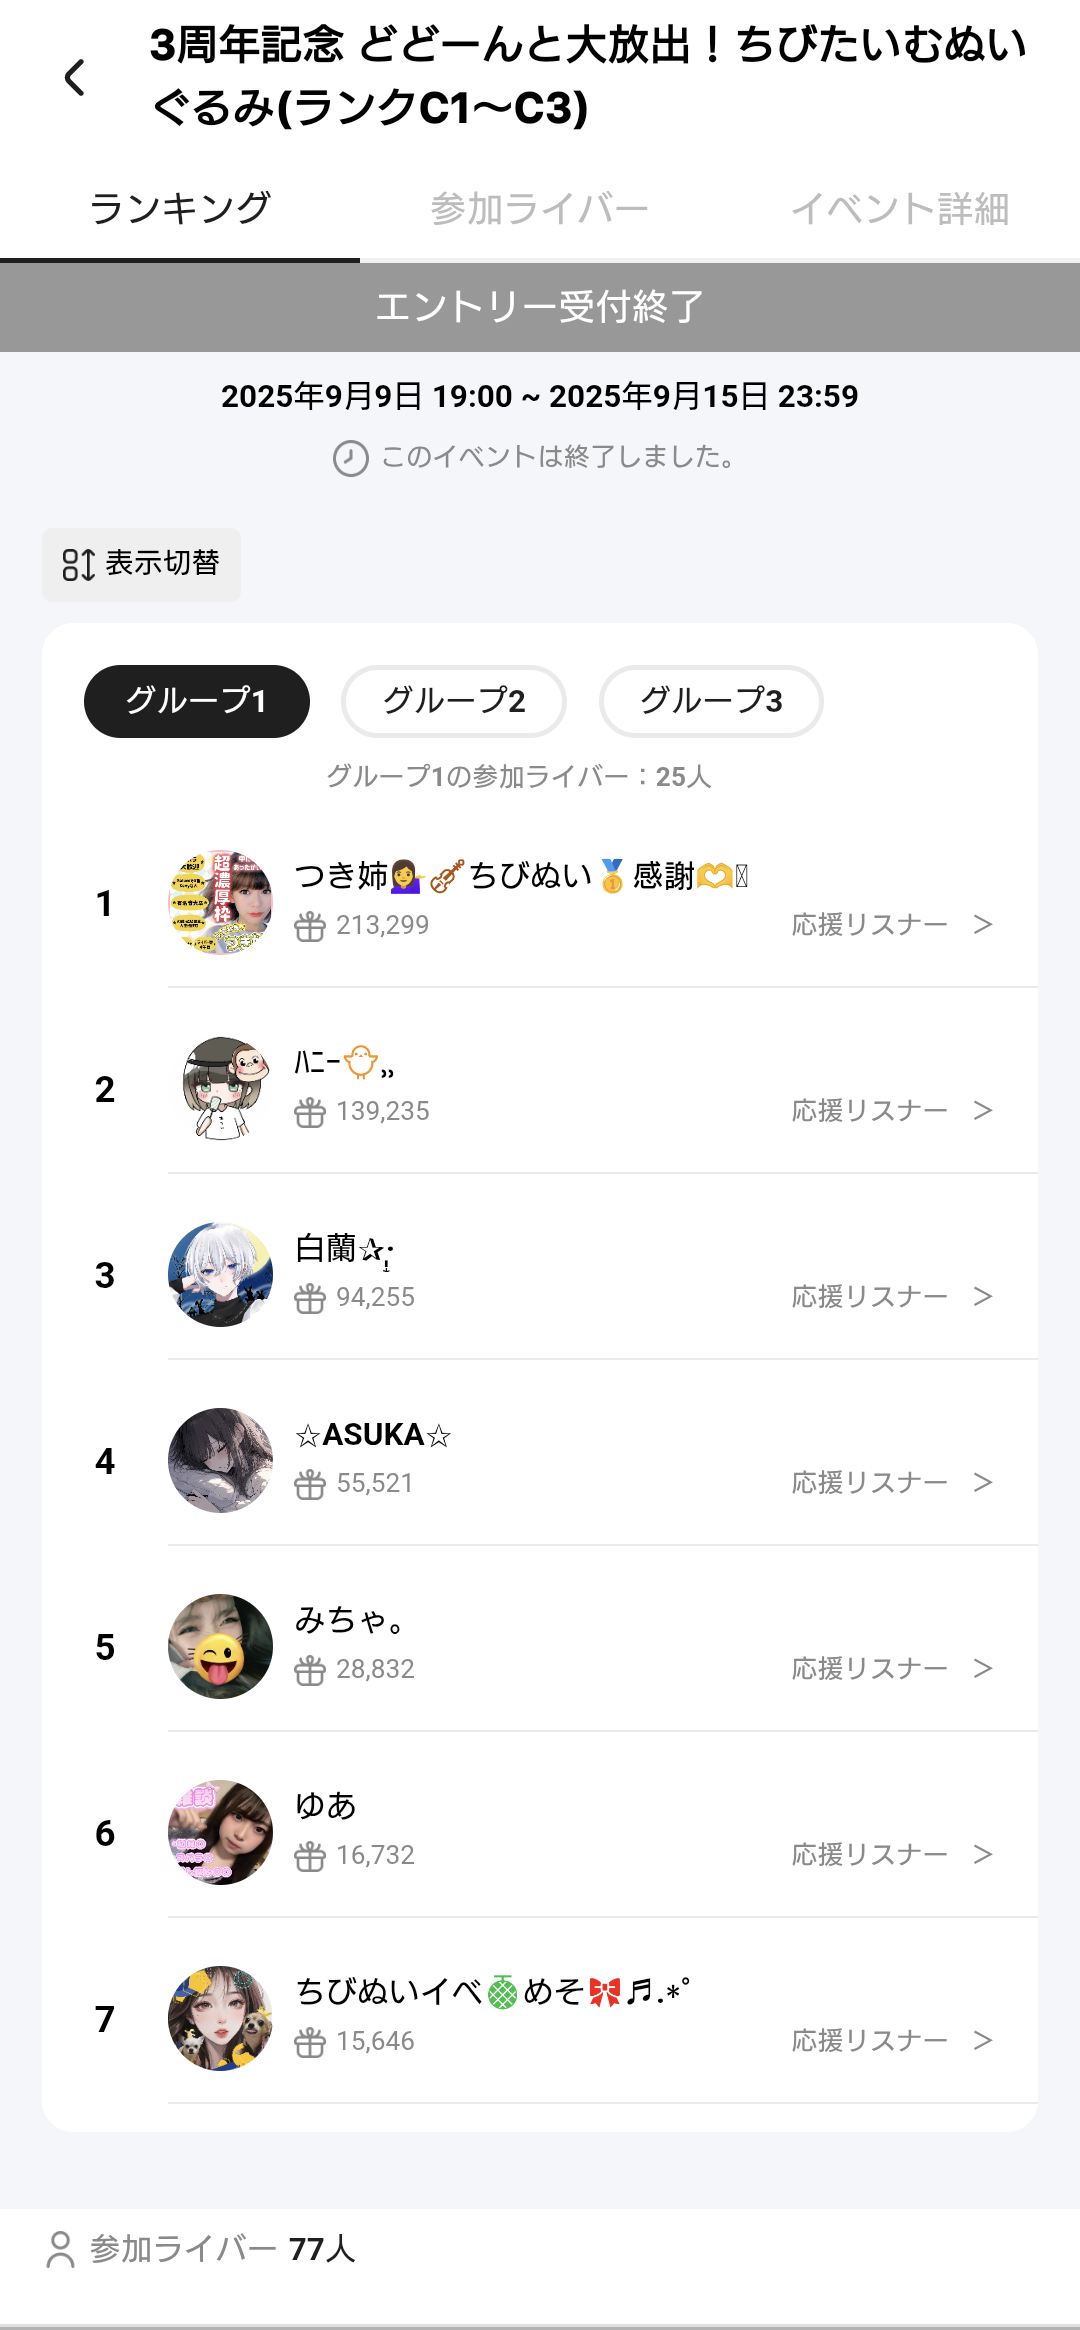 3周年記念 どどーんと大放出！ちびたいむぬい
ぐるみ(ランクC1〜C3)
ランキング
参加ライバー
イベント詳細
エントリー受付終了
2025年9月9日 19:00 ~ 2025年9月15日 23:59
このイベントは終了しました。
表示切替
グループ1
グループ2
グループ3
グループ1の参加ライバー：25人
1
超濃厚枠
つき姉💁‍♀️🎻ちびぬい🥇感謝🫶
213,299
応援リスナー >
2
ﾊﾆｰ🐤,,
139,235
応援リスナー >
3
白蘭✰
94,255
応援リスナー >
4
☆ASUKA☆
55,521
応援リスナー >
5
みちゃ。
28,832
応援リスナー >
6
雑談
ゆあ
16,732
応援リスナー >
7
ちびぬいイベ🍈めそ🎀♬.*ﾟ
15,646
応援リスナー >
参加ライバー 77人